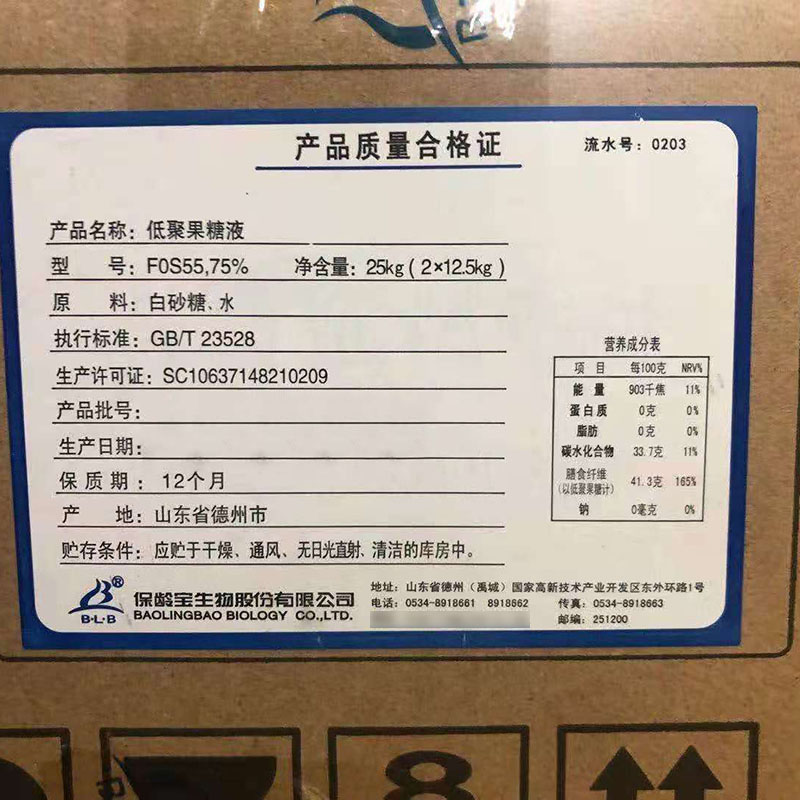 产品质量合格证
流水号：0203
产品名称：低聚果糖液
型 号：F0S55,75% 净含量：25kg（2×12.5kg）
原 料：白砂糖、水
执行标准：GB/T 23528
生产许可证：SC10637148210209
产品批号：
生产日期：
保质期：12个月
产 地：山东省德州市
贮存条件：应贮于干燥、通风、无日光直射、清洁的库房中。
营养成分表
项 目 每100克 NRV%
能 量 903千焦 11%
蛋白质 0克 0%
脂肪 0克 0%
碳水化合物 33.7克 11%
膳食纤维
（以低聚果糖计） 41.3克 165%
钠 0毫克 0%
B·L·B
®
保龄宝生物股份有限公司
BAOLINGBAO BIOLOGY CO.,LTD.
地址：山东省德州（禹城）国家高新技术产业开发区东外环路1号
电话：0534-8918661 8918662 传真：0534-8918663
邮编：251200
8